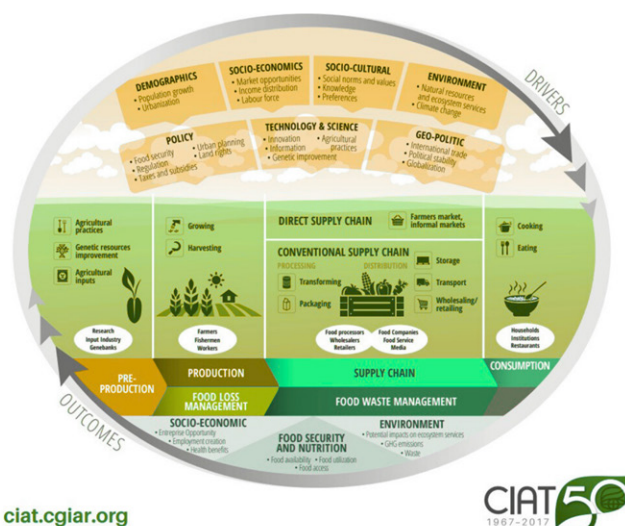 DEMOGRAPHICS
• Population growth
• Urbanization
SOCIO-ECONOMICS
• Market opportunities
• Income distribution
• Labour force
SOCIO-CULTURAL
• Social norms and values
• Knowledge
• Preferences
ENVIRONMENT
• Natural resources
and ecosystem services
• Climate change
DRIVERS
POLICY
• Food security
• Regulation
• Taxes and subsidies
• Urban planning
• Land rights
TECHNOLOGY & SCIENCE
• Innovation
• Information
• Genetic improvement
• Agricultural
practices
GEO-POLITIC
• International trade
• Political stability
• Globalization
Agricultural
practices
Genetic resources
improvement
Agricultural
inputs
Research
Input Industry
Genebanks
Growing
Harvesting
Farmers
Fishermen
Workers
DIRECT SUPPLY CHAIN
Farmers market,
informal markets
CONVENTIONAL SUPPLY CHAIN
PROCESSING
Transforming
Packaging
DISTRIBUTION
Storage
Transport
Wholesaling/
retailing
Food processors
Wholesalers
Retailers
Food Companies
Food Service
Media
Cooking
Eating
Households
Institutions
Restaurants
PRE-
PRODUCTION
PRODUCTION
SUPPLY CHAIN
CONSUMPTION
FOOD LOSS
MANAGEMENT
FOOD WASTE MANAGEMENT
OUTCOMES
SOCIO-ECONOMIC
• Entreprise Opportunity
• Employment creation
• Health benefits
FOOD SECURITY
AND NUTRITION
• Food availability • Food utilization
• Food access
ENVIRONMENT
• Potential impacts on ecosystem services
• GHG emissions
• Waste
ciat.cgiar.org
CIAT 50
1967-2017